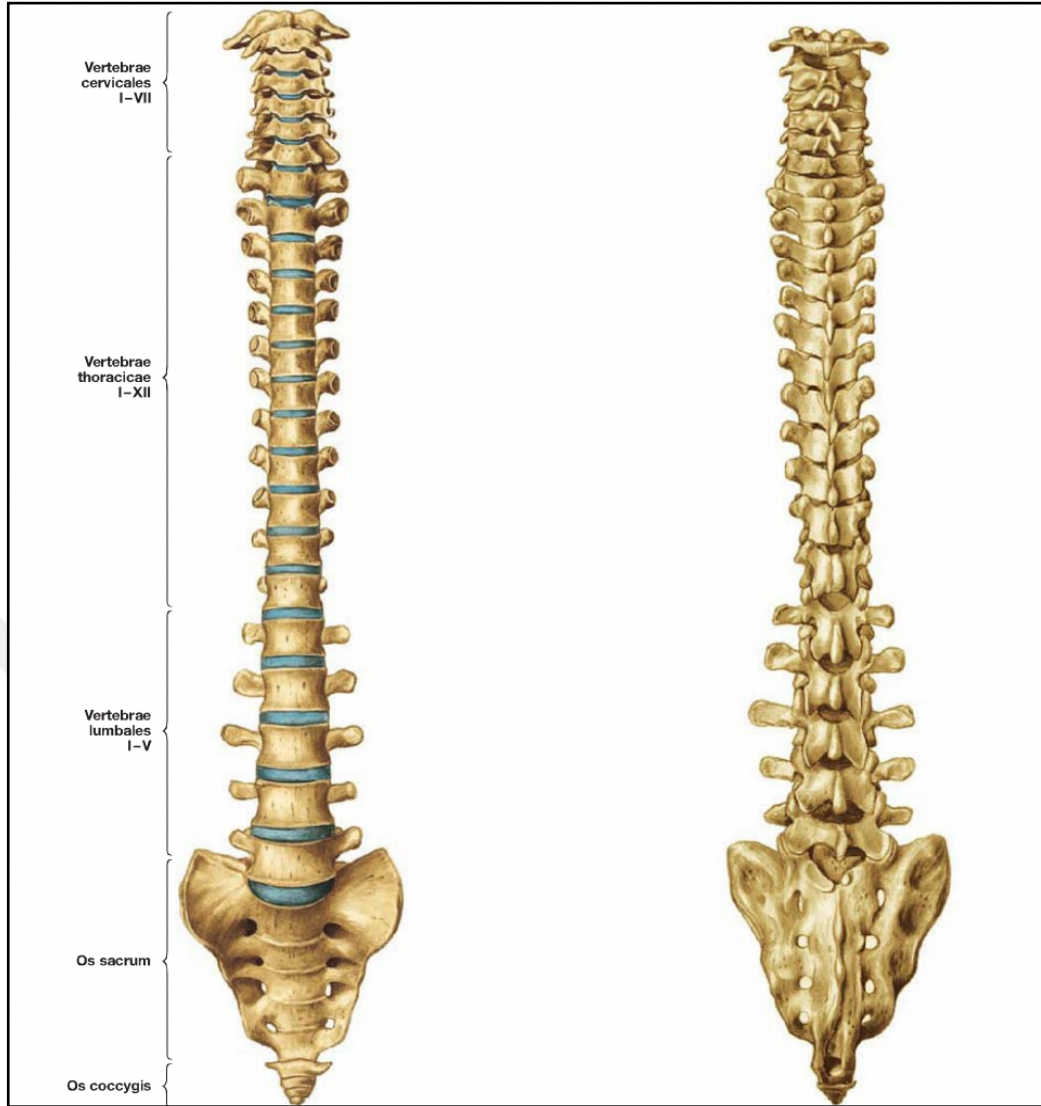 Vertebrae
cervicales
I–VII
Vertebrae
thoracicae
I–XII
Vertebrae
lumbales
I–V
Os sacrum
Os coccygis